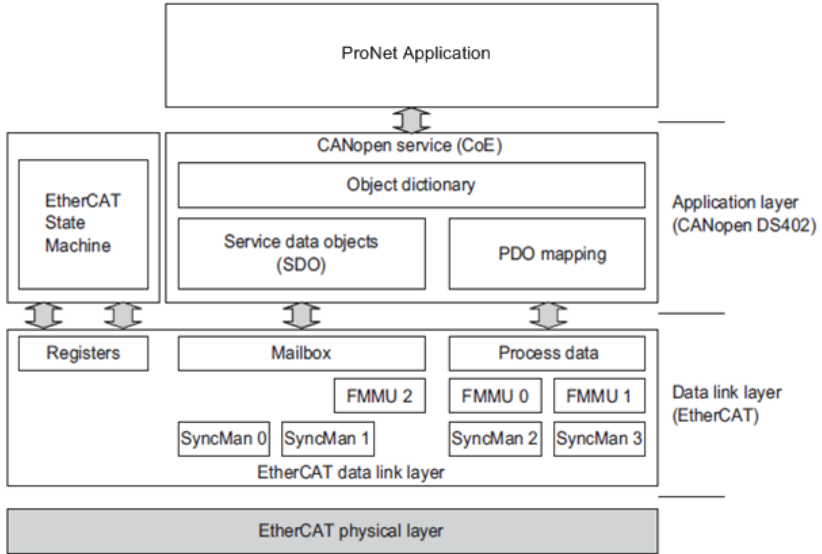 ProNet Application
CANopen service (CoE)
Object dictionary
EtherCAT
State
Machine
Service data objects
(SDO)
PDO mapping
Application layer
(CANopen DS402)
Registers
Mailbox
Process data
FMMU 2
FMMU 0
FMMU 1
Data link layer
(EtherCAT)
SyncMan 0
SyncMan 1
SyncMan 2
SyncMan 3
EtherCAT data link layer
EtherCAT physical layer